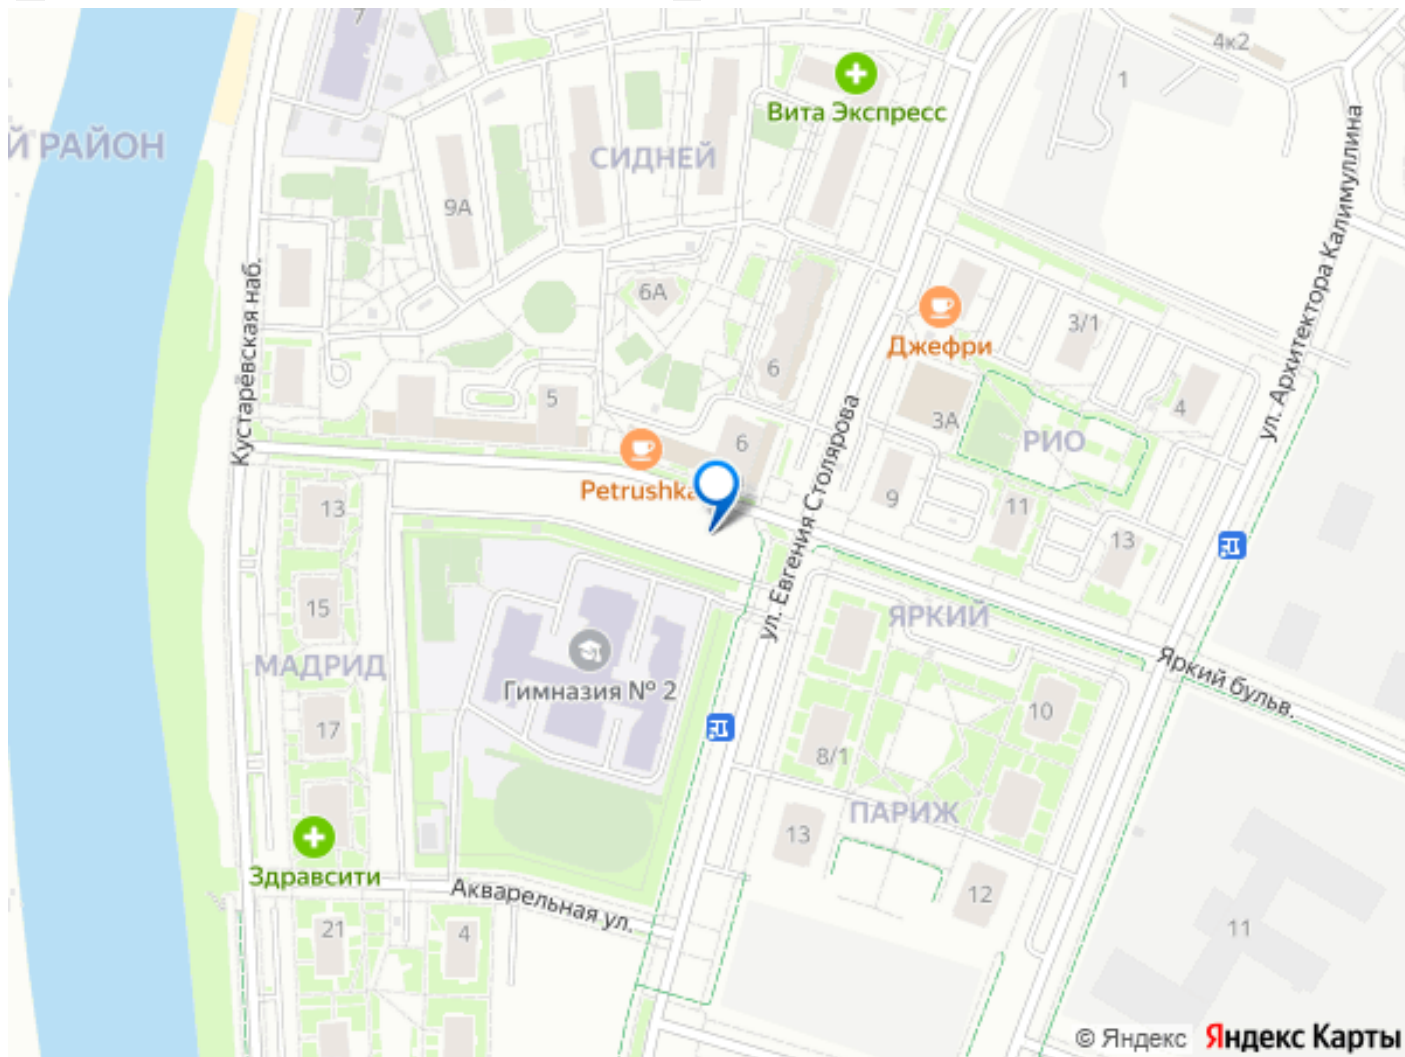 7
4к2
1
Вита Экспресс
Й РАЙОН
СИДНЕЙ
9А
ул. Архитектора Калимуллина
6А
Кустарёвская наб.
3/1
Джефри
6
5
4
3А
РИО
6
ул. Евгения Столярова
Petrushka
9
11
13
13
15
ЯРКИЙ
МАДРИД
Гимназия № 2
Яркий бульв.
17
10
8/1
ПАРИЖ
13
Здравсити
Акварельная ул.
12
21
4
11
© Яндекс Яндекс Карты